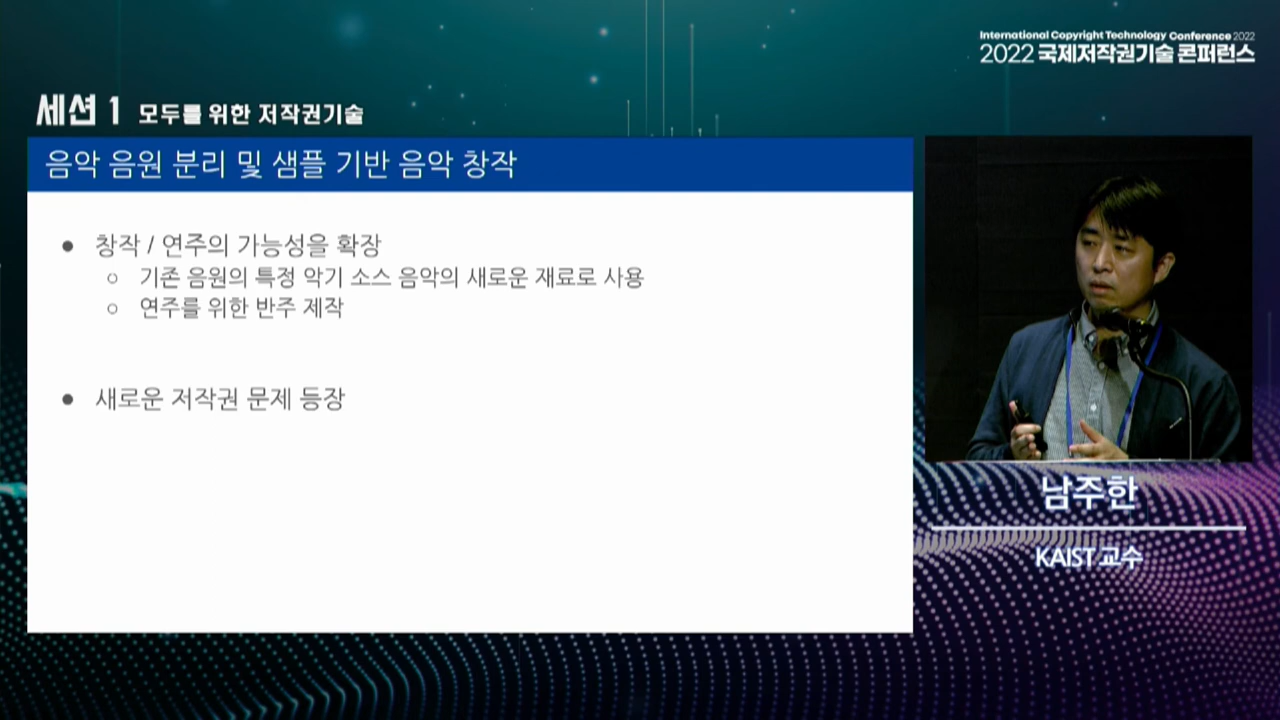 International Copyright Technology Conference 2022
2022 국제저작권기술 콘퍼런스
세션 1 모두를 위한 저작권기술
음악 음원 분리 및 샘플 기반 음악 창작
● 창작 / 연주의 가능성을 확장
○ 기존 음원의 특정 악기 소스 음악의 새로운 재료로 사용
○ 연주를 위한 반주 제작
● 새로운 저작권 문제 등장
남주한
KAIST 교수